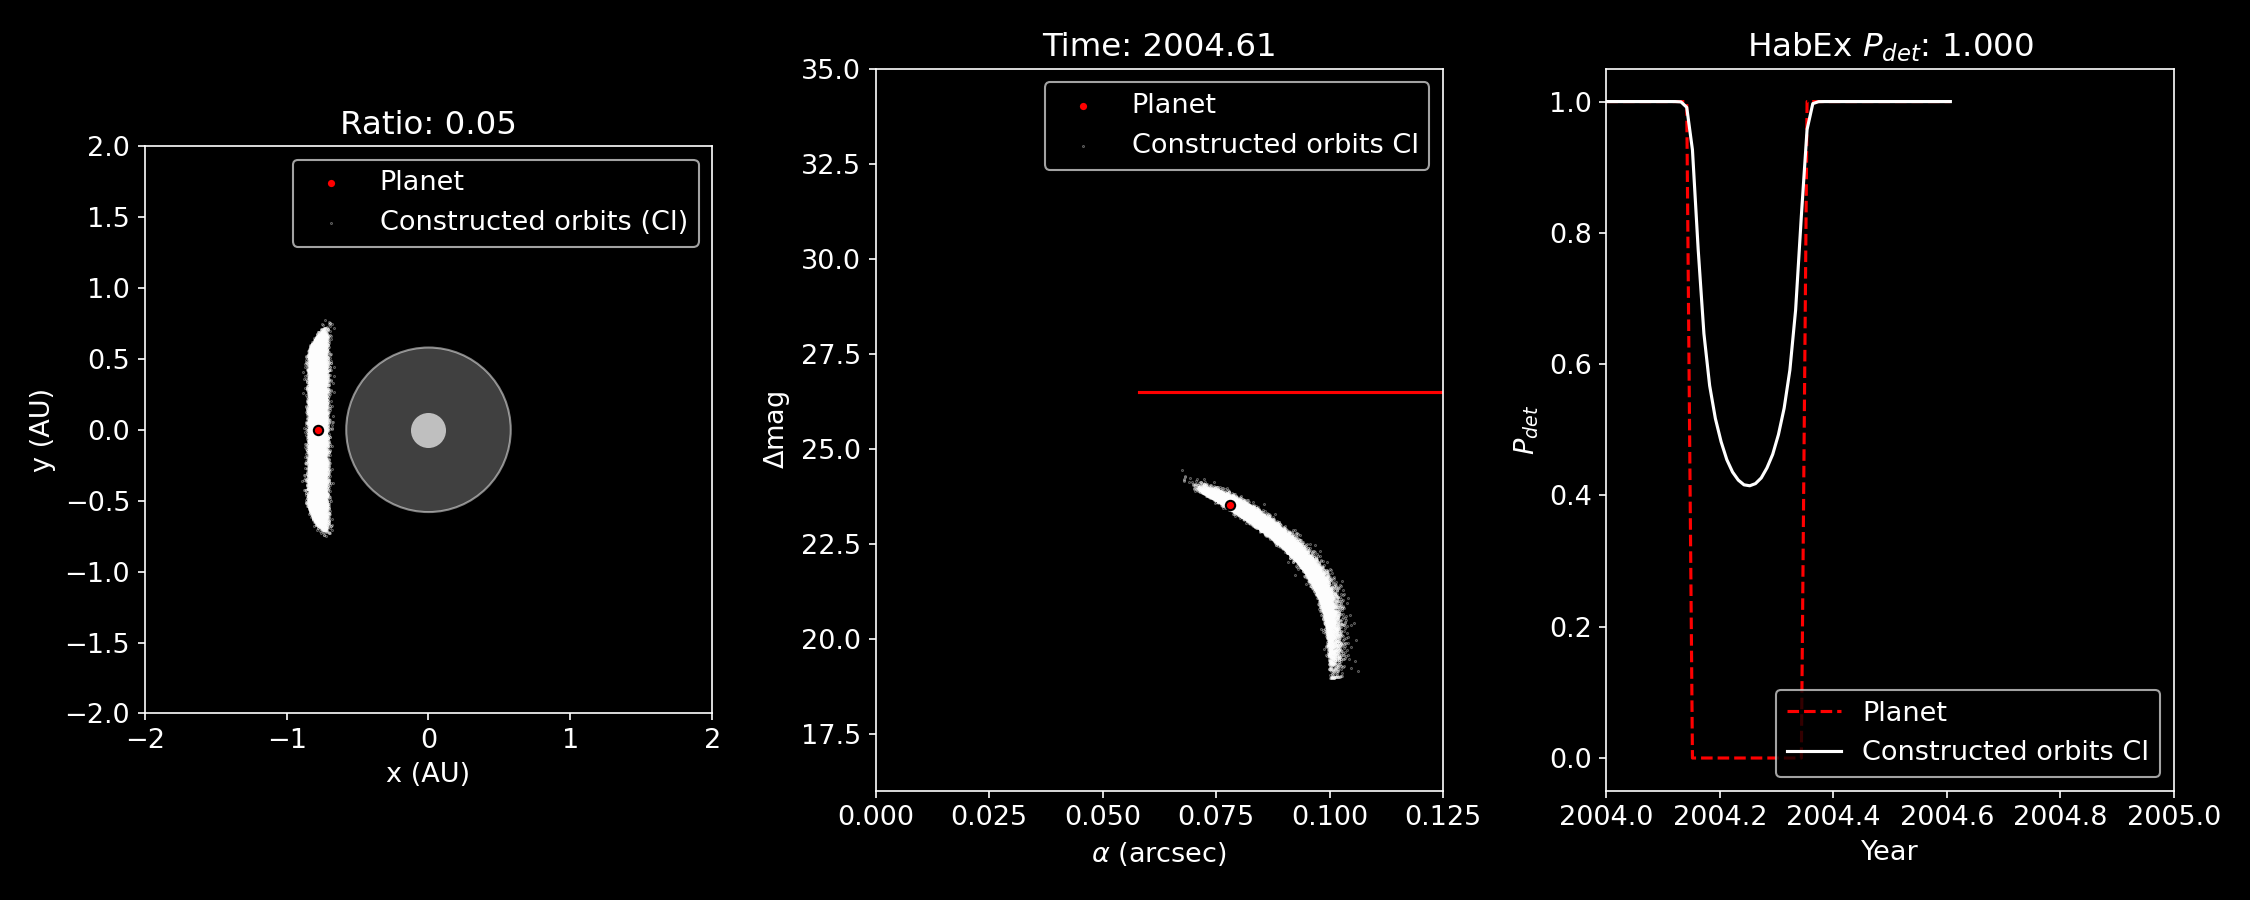 Ratio: 0.05
Planet
Constructed orbits (CI)
2.0
1.5
1.0
0.5
0.0
−0.5
−1.0
−1.5
−2.0
−2
−1
0
1
2
x (AU)
y (AU)
Time: 2004.61
Planet
Constructed orbits CI
35.0
32.5
30.0
27.5
25.0
22.5
20.0
17.5
0.000
0.025
0.050
0.075
0.100
0.125
α (arcsec)
Δmag
HabEx P_det: 1.000
1.0
0.8
0.6
0.4
0.2
0.0
P_det
Planet
Constructed orbits CI
2004.0
2004.2
2004.4
2004.6
2004.8
2005.0
Year